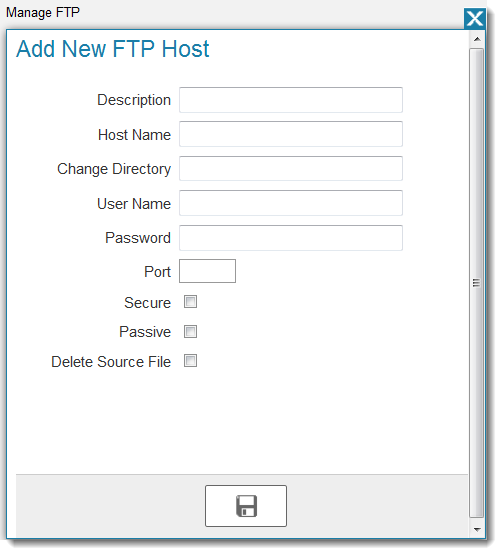 Manage FTP
Add New FTP Host
Description
Host Name
Change Directory
User Name
Password
Port
Secure
Passive
Delete Source File